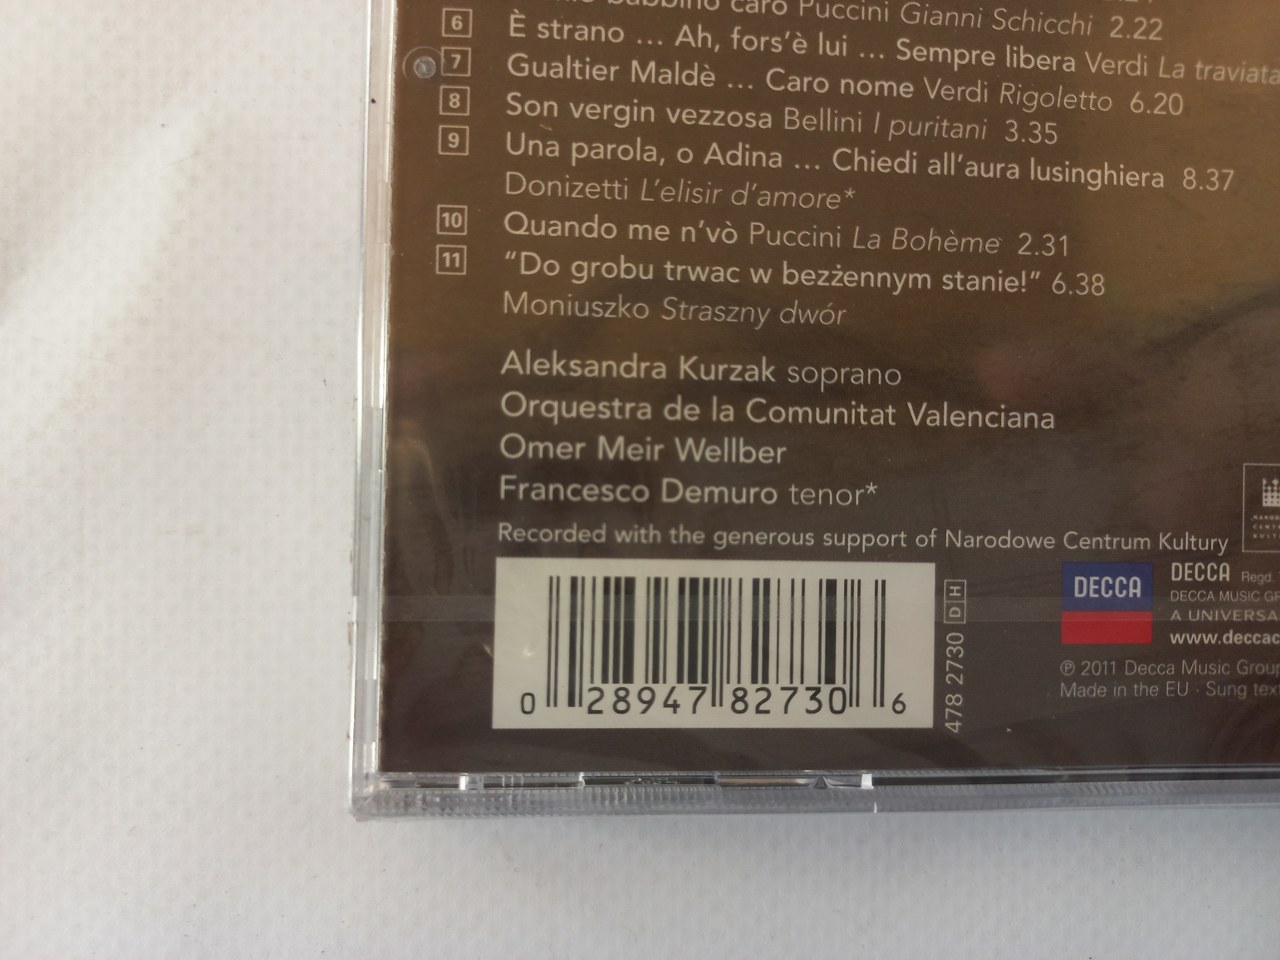 babbino caro Puccini Gianni Schicchi 2.22
6 È strano ... Ah, fors'è lui ... Sempre libera Verdi La traviata
7 Gualtier Maldè ... Caro nome Verdi Rigoletto 6.20
8 Son vergin vezzosa Bellini I puritani 3.35
9 Una parola, o Adina ... Chiedi all'aura lusinghiera 8.37
Donizetti L'elisir d'amore*
10 Quando me n'vò Puccini La Bohème 2.31
11 "Do grobu trwac w bezżennym stanie!" 6.38
Moniuszko Straszny dwór
Aleksandra Kurzak soprano
Orquestra de la Comunitat Valenciana
Omer Meir Wellber
Francesco Demuro tenor*
Recorded with the generous support of Narodowe Centrum Kultury
0 28947 82730 6
478 2730 DH
DECCA
DECCA Regd.
DECCA MUSIC
A UNIVERSA
www.deccac
℗ 2011 Decca Music Group
Made in the EU · Sung